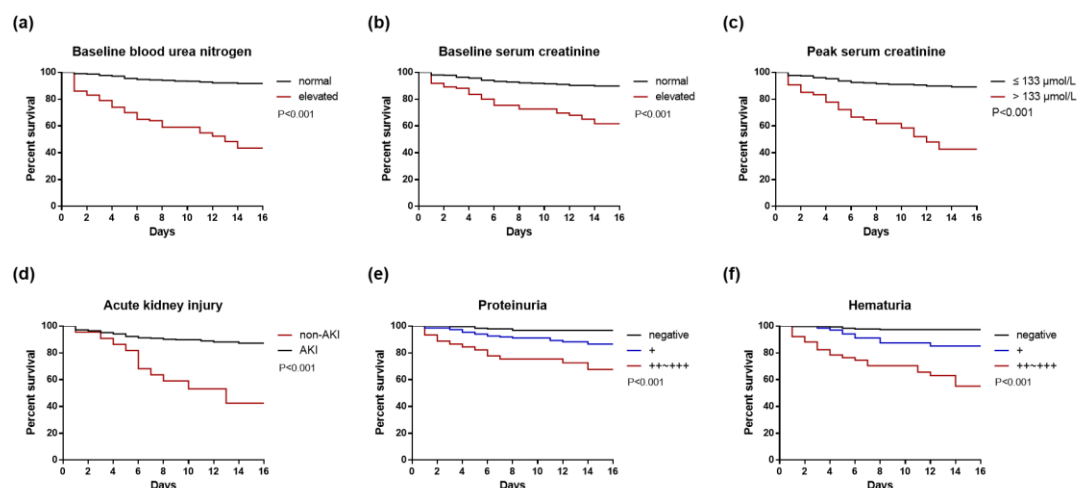 (a)
Baseline blood urea nitrogen
Percent survival
100
80
60
40
20
0
0 2 4 6 8 10 12 14 16
Days
normal
elevated
P<0.001
(b)
Baseline serum creatinine
Percent survival
100
80
60
40
20
0
0 2 4 6 8 10 12 14 16
Days
normal
elevated
P<0.001
(c)
Peak serum creatinine
Percent survival
100
80
60
40
20
0
0 2 4 6 8 10 12 14 16
Days
≤ 133 μmol/L
> 133 μmol/L
P<0.001
(d)
Acute kidney injury
Percent survival
100
80
60
40
20
0
0 2 4 6 8 10 12 14 16
Days
non-AKI
AKI
P<0.001
(e)
Proteinuria
Percent survival
100
80
60
40
20
0
0 2 4 6 8 10 12 14 16
Days
negative
+
++~+++
P<0.001
(f)
Hematuria
Percent survival
100
80
60
40
20
0
0 2 4 6 8 10 12 14 16
Days
negative
+
++~+++
P<0.001